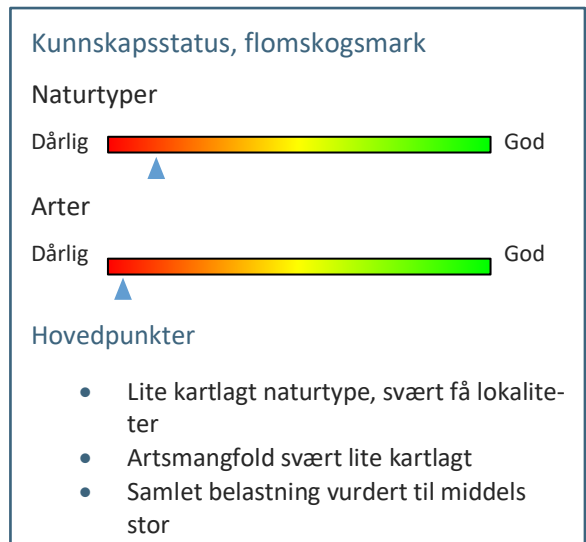 Kunnskapsstatus, flomskogsmark
Naturtyper
Dårlig God
Arter
Dårlig God
Hovedpunkter
• Lite kartlagt naturtype, svært få lokalite-
ter
• Artsmangfold svært lite kartlagt
• Samlet belastning vurdert til middels
stor